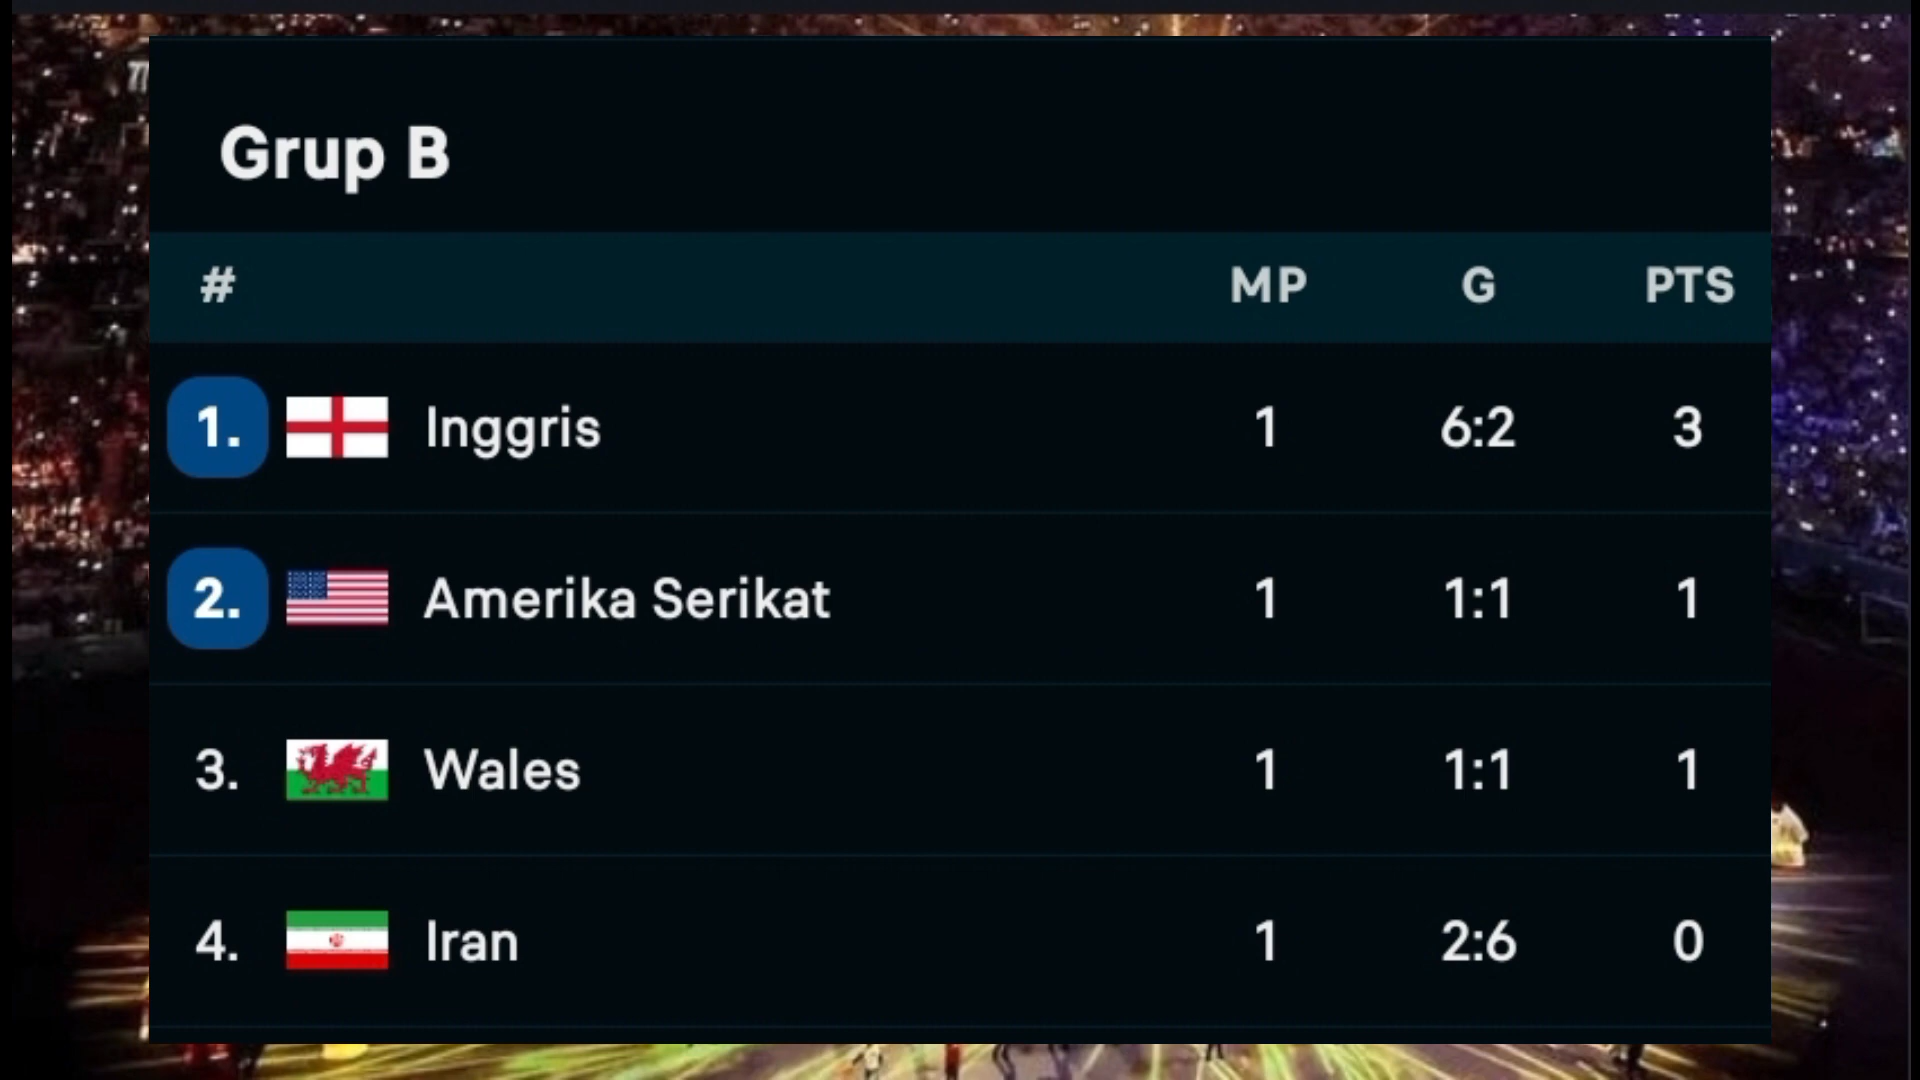 Grup B
# MP G PTS
1. Inggris 1 6:2 3
2. Amerika Serikat 1 1:1 1
3. Wales 1 1:1 1
4. Iran 1 2:6 0